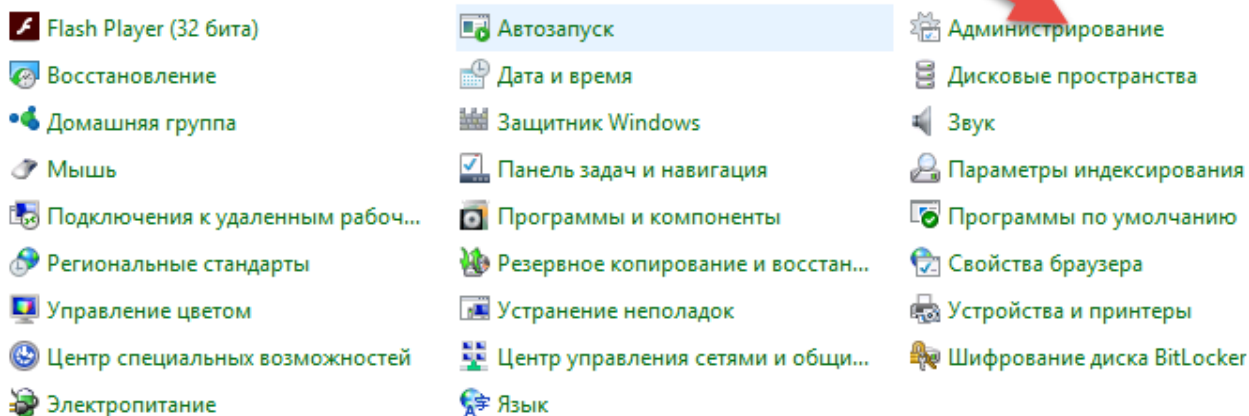 Flash Player (32 бита)
Автозапуск
Администрирование
Восстановление
Дата и время
Дисковые пространства
Домашняя группа
Защитник Windows
Звук
Мышь
Панель задач и навигация
Параметры индексирования
Подключения к удаленным рабоч...
Программы и компоненты
Программы по умолчанию
Региональные стандарты
Резервное копирование и восстан...
Свойства браузера
Управление цветом
Устранение неполадок
Устройства и принтеры
Центр специальных возможностей
Центр управления сетями и общи...
Шифрование диска BitLocker
Электропитание
Язык